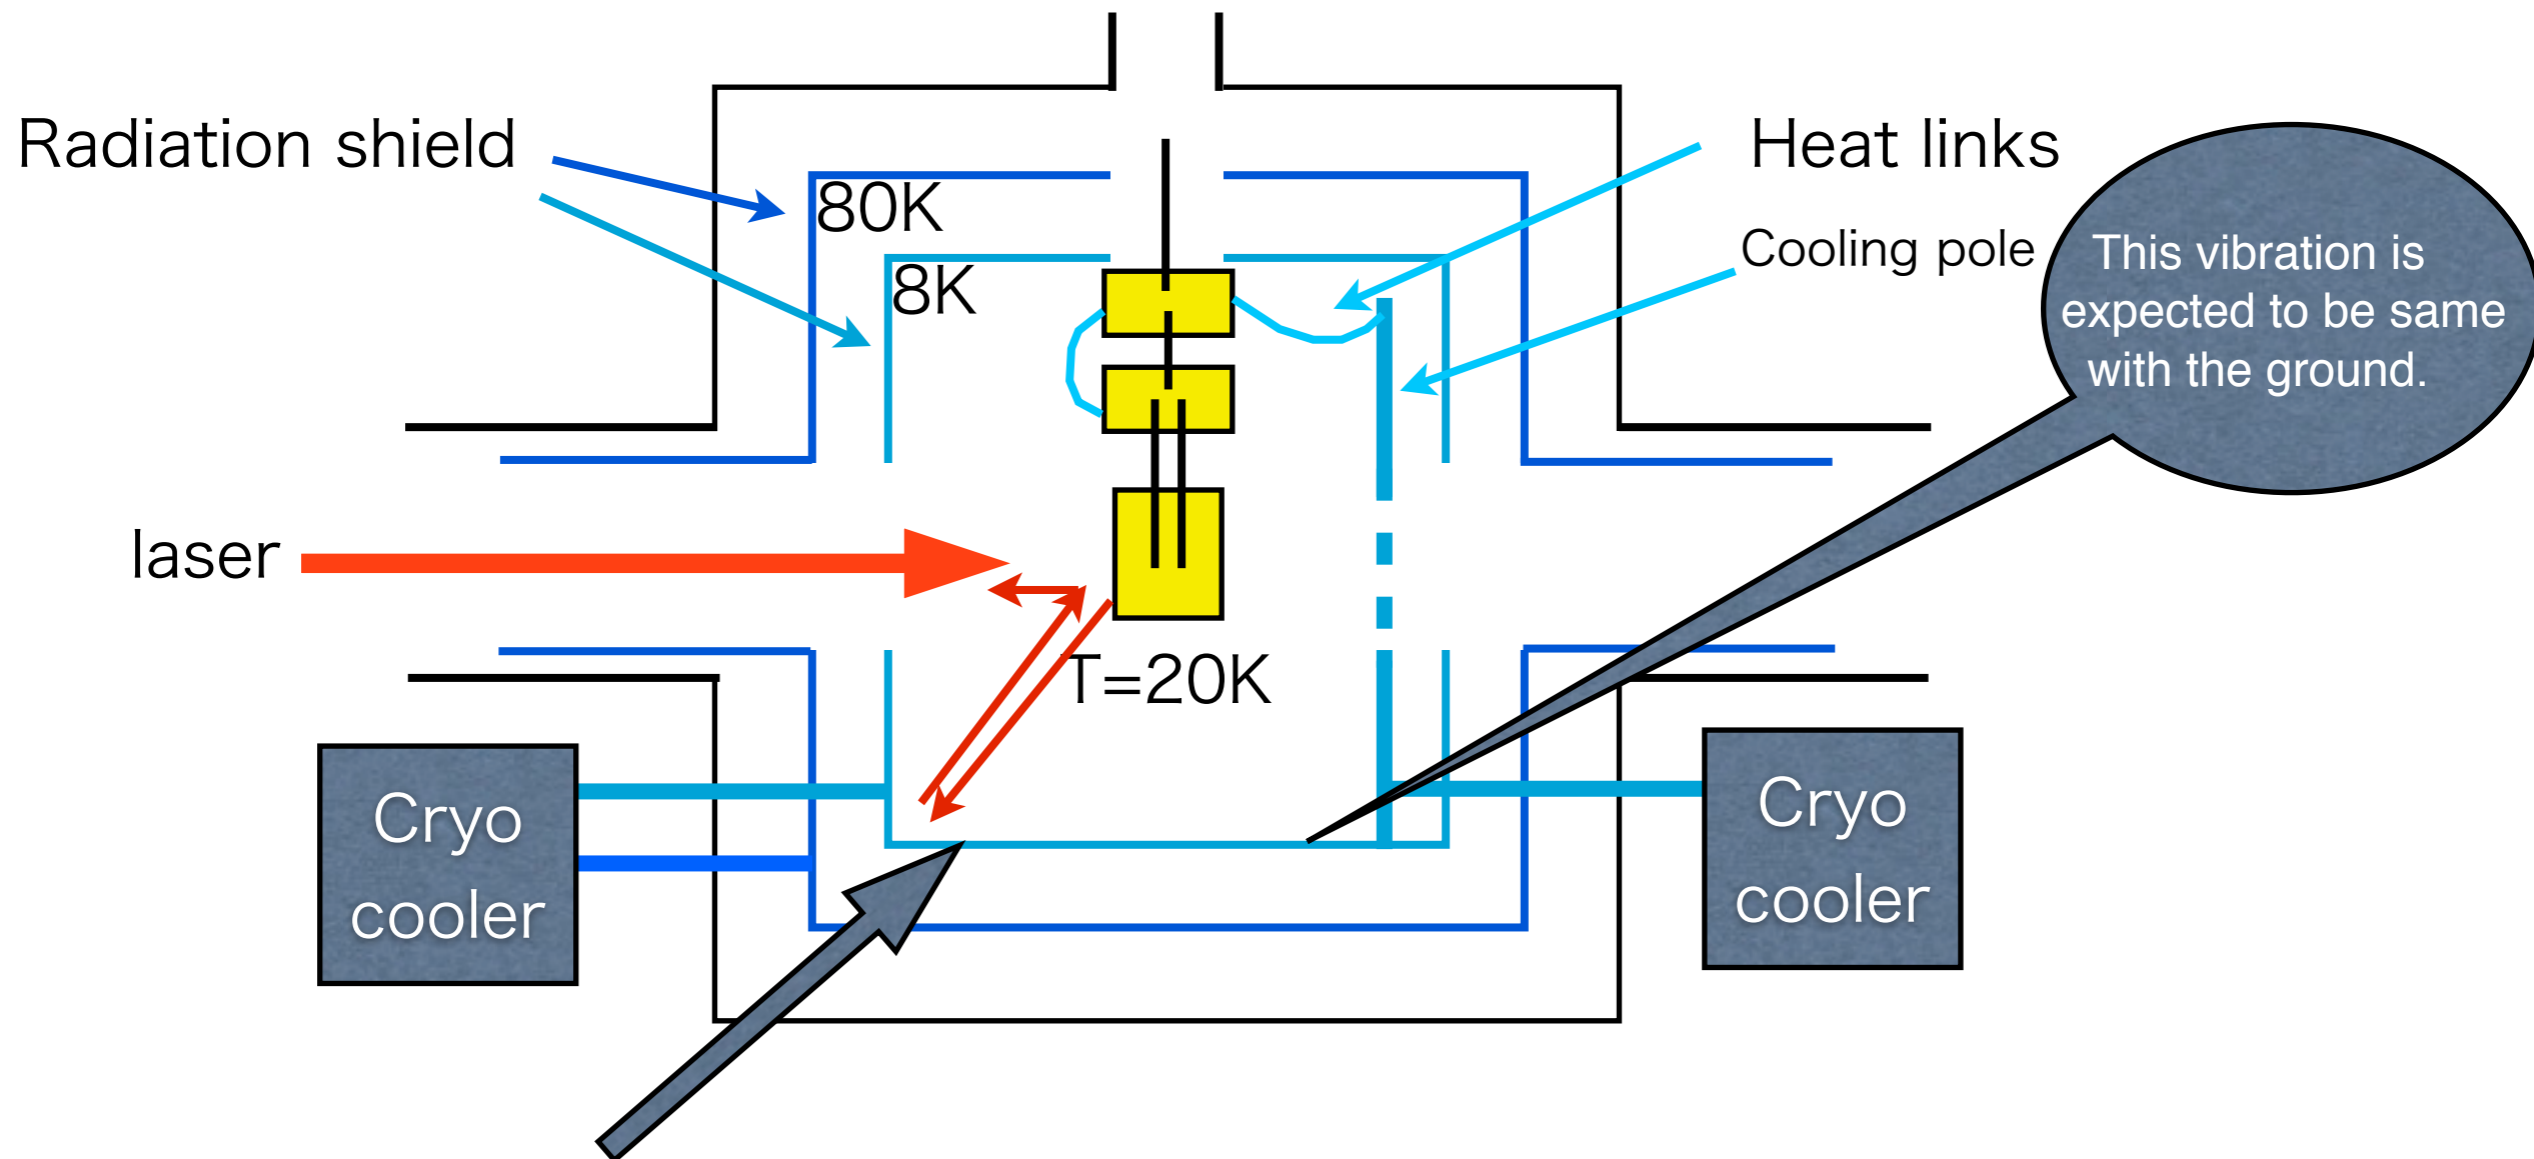 Radiation shield
80K
8K
Heat links
Cooling pole
This vibration is
expected to be same
with the ground.
laser
T=20K
Cryo
cooler
Cryo
cooler